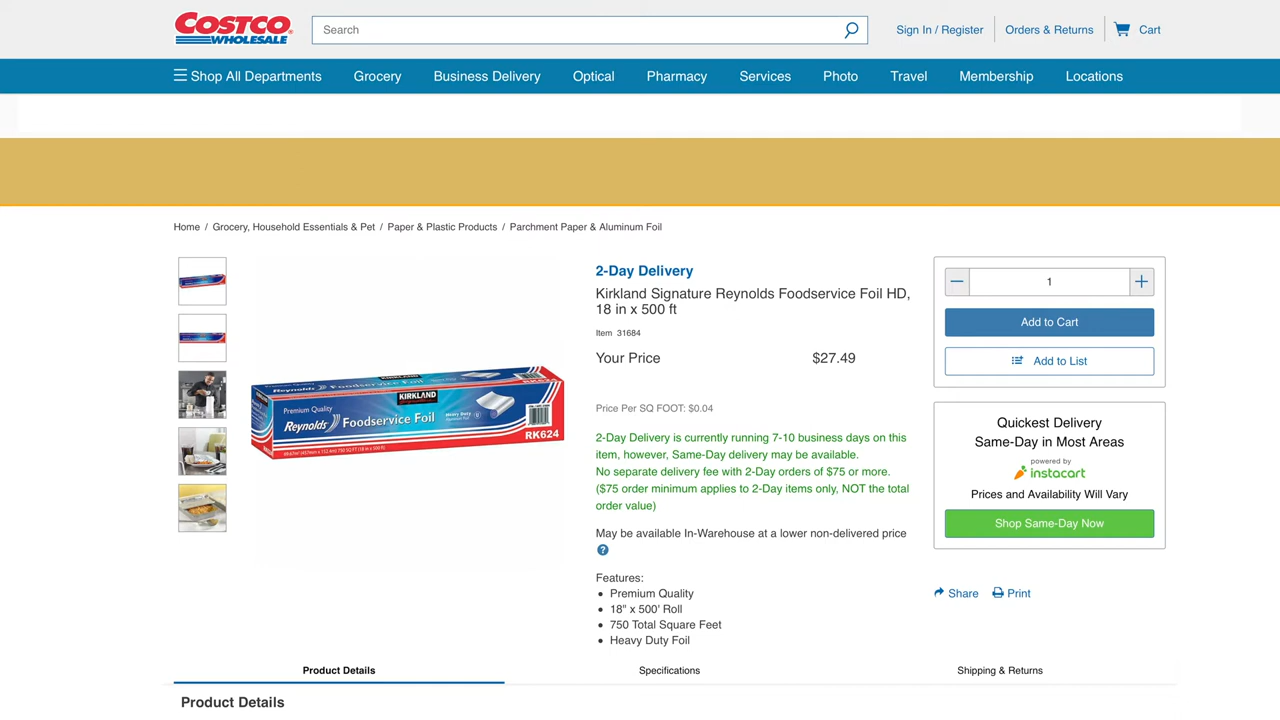 COSTCO
WHOLESALE
Search
Sign In / Register
Orders & Returns
Cart
Shop All Departments
Grocery
Business Delivery
Optical
Pharmacy
Services
Photo
Travel
Membership
Locations
Home / Grocery, Household Essentials & Pet / Paper & Plastic Products / Parchment Paper & Aluminum Foil
Reynolds Foodservice Foil
KIRKLAND
Premium Quality
Reynolds Foodservice Foil
Heavy Duty
RK624
2-Day Delivery
Kirkland Signature Reynolds Foodservice Foil HD,
18 in x 500 ft
Item 31684
Your Price $27.49
Price Per SQ FOOT: $0.04
2-Day Delivery is currently running 7-10 business days on this
item, however, Same-Day delivery may be available.
No separate delivery fee with 2-Day orders of $75 or more.
($75 order minimum applies to 2-Day items only, NOT the total
order value)
May be available In-Warehouse at a lower non-delivered price
?
Features:
Premium Quality
18" x 500' Roll
750 Total Square Feet
Heavy Duty Foil
1
Add to Cart
Add to List
Quickest Delivery
Same-Day in Most Areas
powered by
instacart
Prices and Availability Will Vary
Shop Same-Day Now
Share
Print
Product Details
Specifications
Shipping & Returns
Product Details